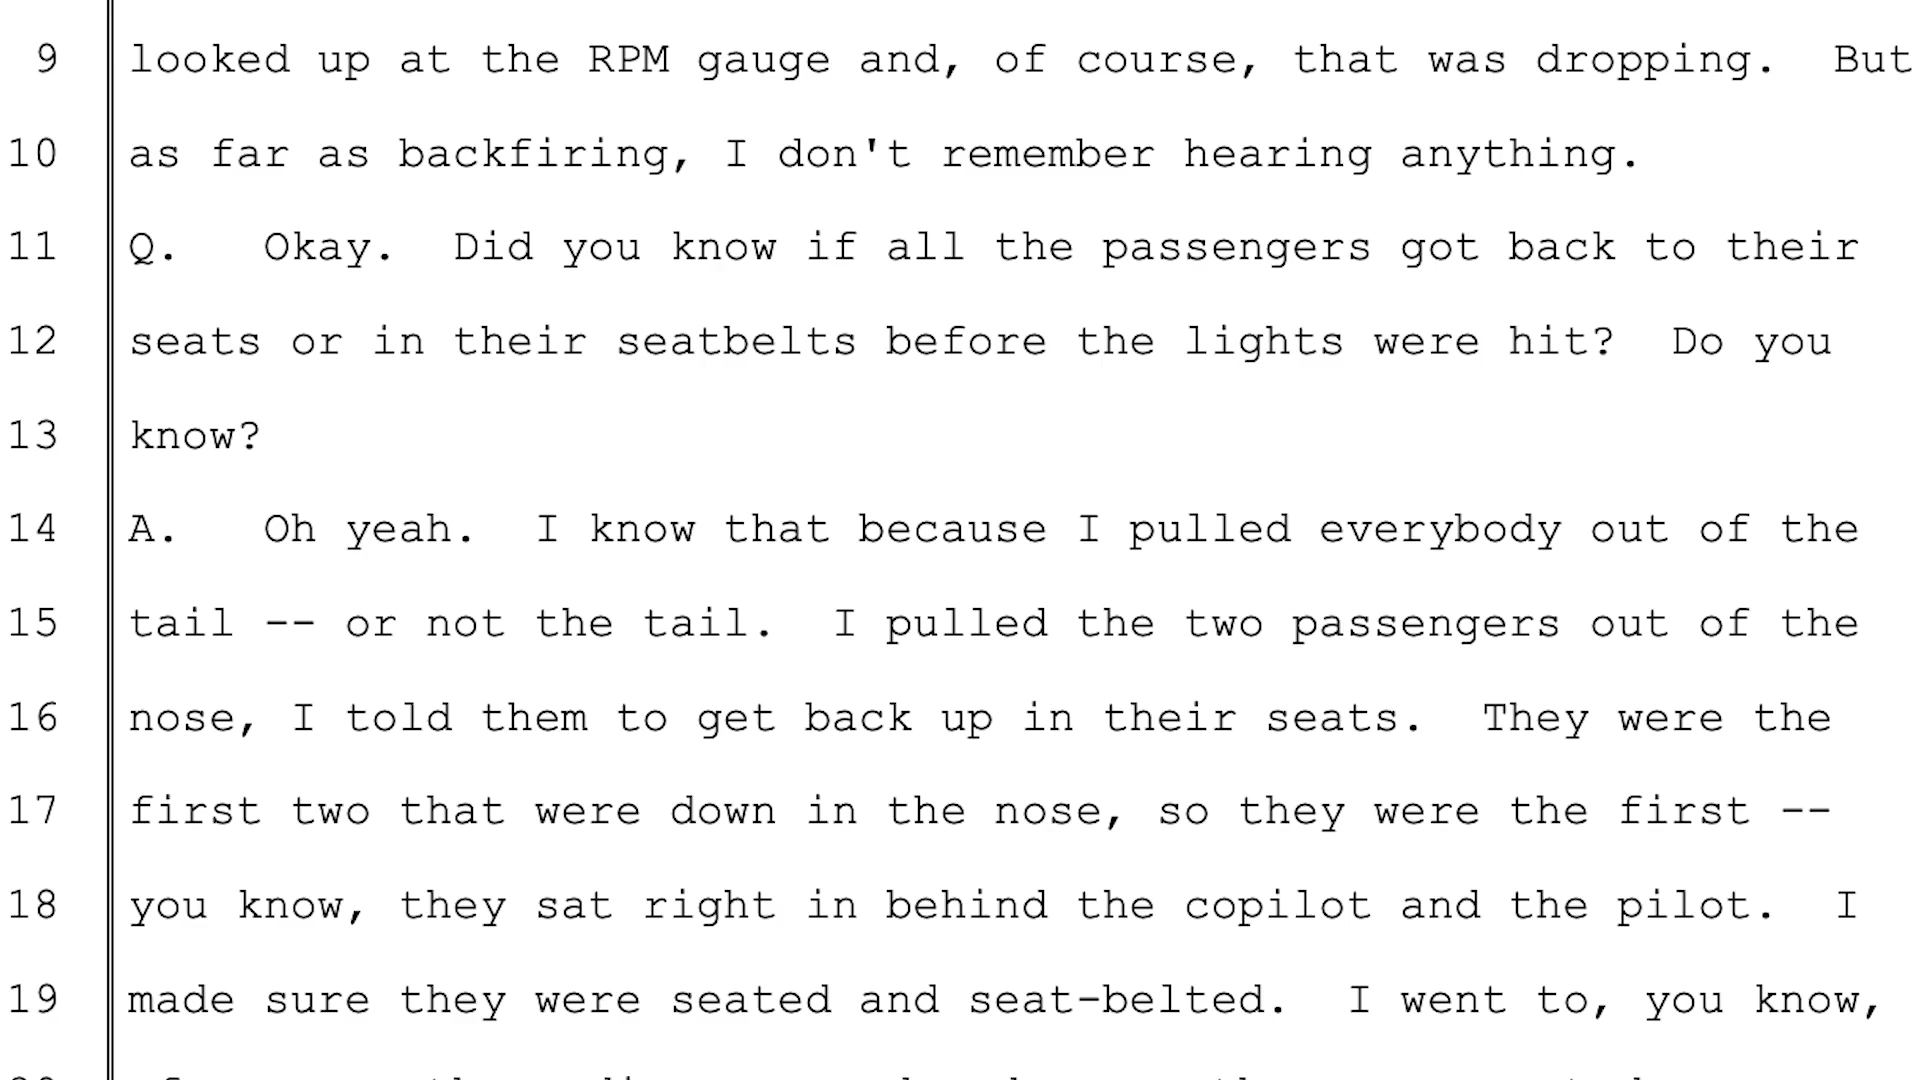 9 looked up at the RPM gauge and, of course, that was dropping.  But
10 as far as backfiring, I don't remember hearing anything.
11 Q.   Okay.  Did you know if all the passengers got back to their
12 seats or in their seatbelts before the lights were hit?  Do you
13 know?
14 A.   Oh yeah.  I know that because I pulled everybody out of the
15 tail -- or not the tail.  I pulled the two passengers out of the
16 nose, I told them to get back up in their seats.  They were the
17 first two that were down in the nose, so they were the first --
18 you know, they sat right in behind the copilot and the pilot.  I
19 made sure they were seated and seat-belted.  I went to, you know,